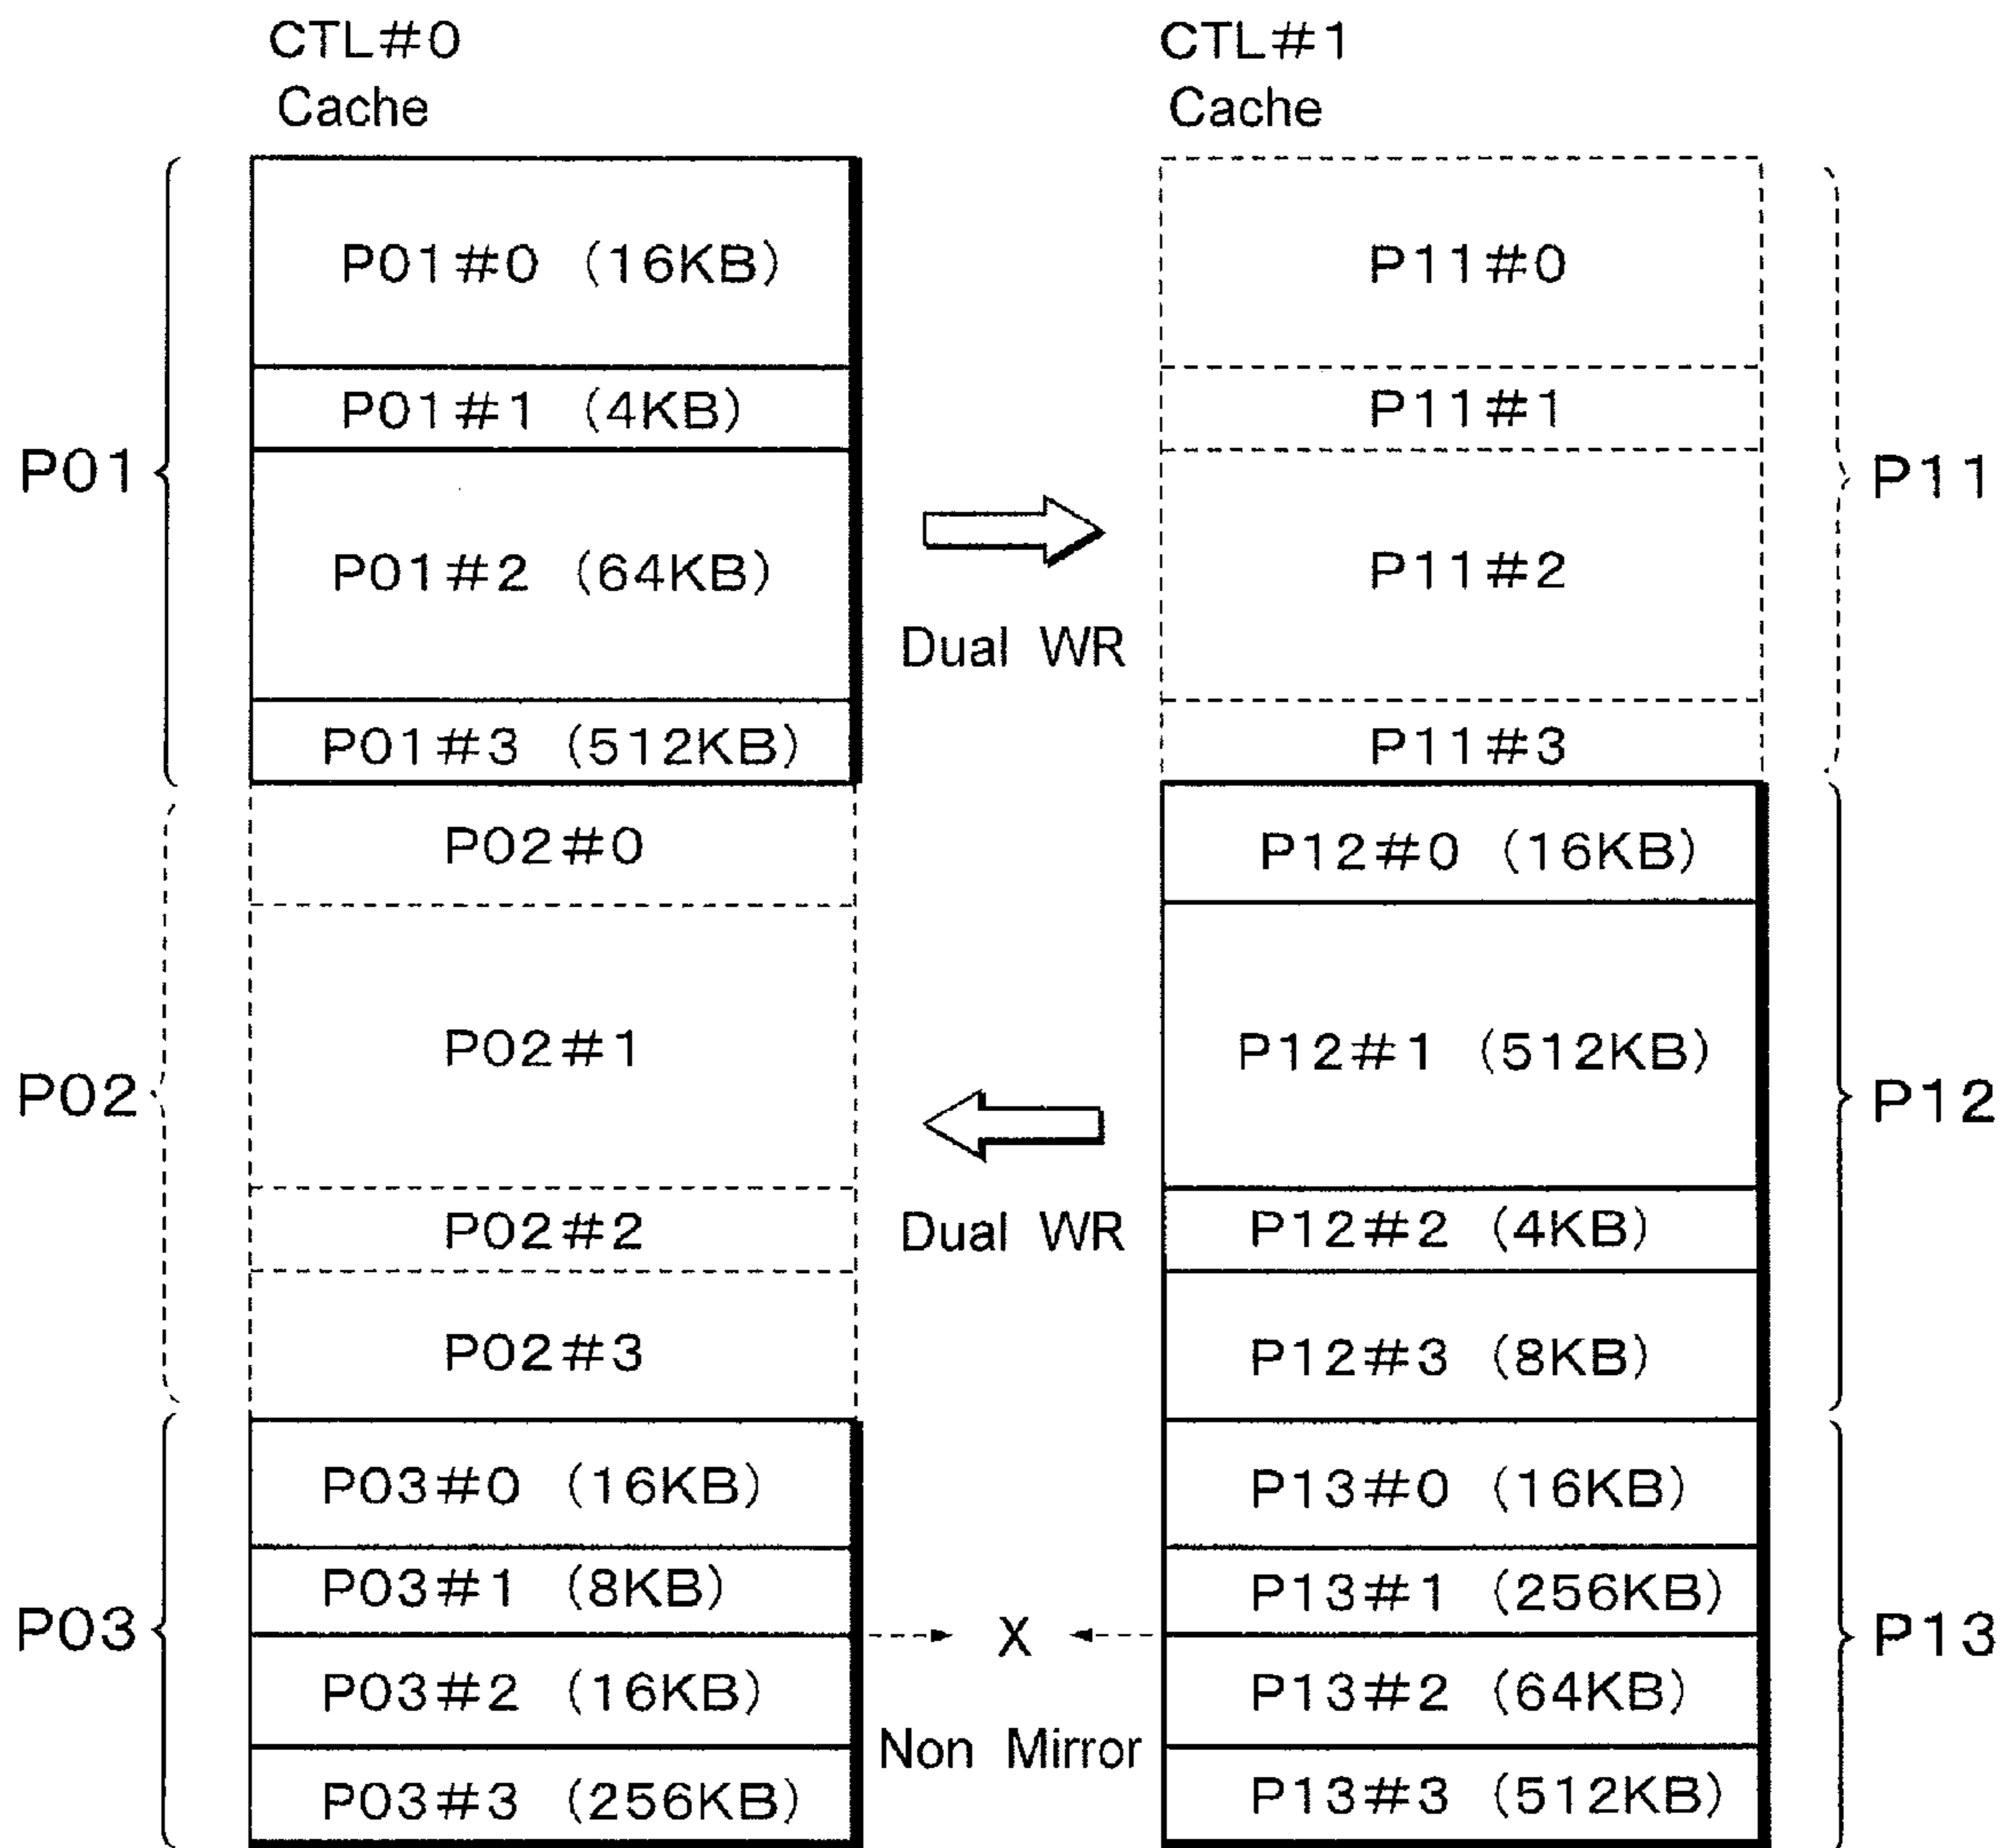 CTL#0
Cache
CTL#1
Cache
P01
P01#0 (16KB)
P01#1 (4KB)
P01#2 (64KB)
P01#3 (512KB)
Dual WR
P11#0
P11#1
P11#2
P11#3
P11
P02
P02#0
P02#1
P02#2
P02#3
Dual WR
P12#0 (16KB)
P12#1 (512KB)
P12#2 (4KB)
P12#3 (8KB)
P12
P03
P03#0 (16KB)
P03#1 (8KB)
P03#2 (16KB)
P03#3 (256KB)
X
Non Mirror
P13#0 (16KB)
P13#1 (256KB)
P13#2 (64KB)
P13#3 (512KB)
P13